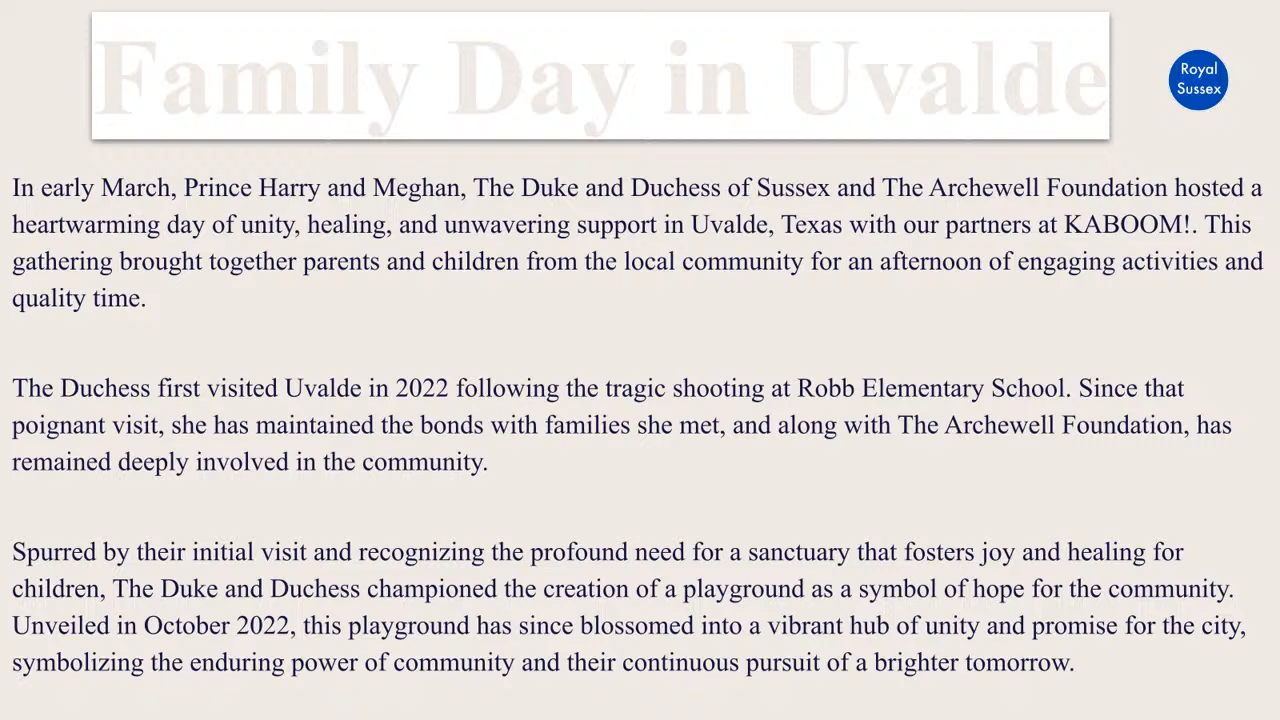 Family Day in Uvalde
Royal
Sussex
In early March, Prince Harry and Meghan, The Duke and Duchess of Sussex and The Archewell Foundation hosted a
heartwarming day of unity, healing, and unwavering support in Uvalde, Texas with our partners at KABOOM!. This
gathering brought together parents and children from the local community for an afternoon of engaging activities and
quality time.
The Duchess first visited Uvalde in 2022 following the tragic shooting at Robb Elementary School. Since that
poignant visit, she has maintained the bonds with families she met, and along with The Archewell Foundation, has
remained deeply involved in the community.
Spurred by their initial visit and recognizing the profound need for a sanctuary that fosters joy and healing for
children, The Duke and Duchess championed the creation of a playground as a symbol of hope for the community.
Unveiled in October 2022, this playground has since blossomed into a vibrant hub of unity and promise for the city,
symbolizing the enduring power of community and their continuous pursuit of a brighter tomorrow.